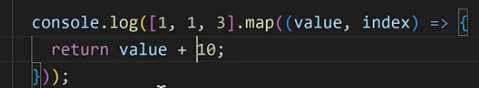 console.log([1, 1, 3].map((value, index) => {
  return value + 10;
}));